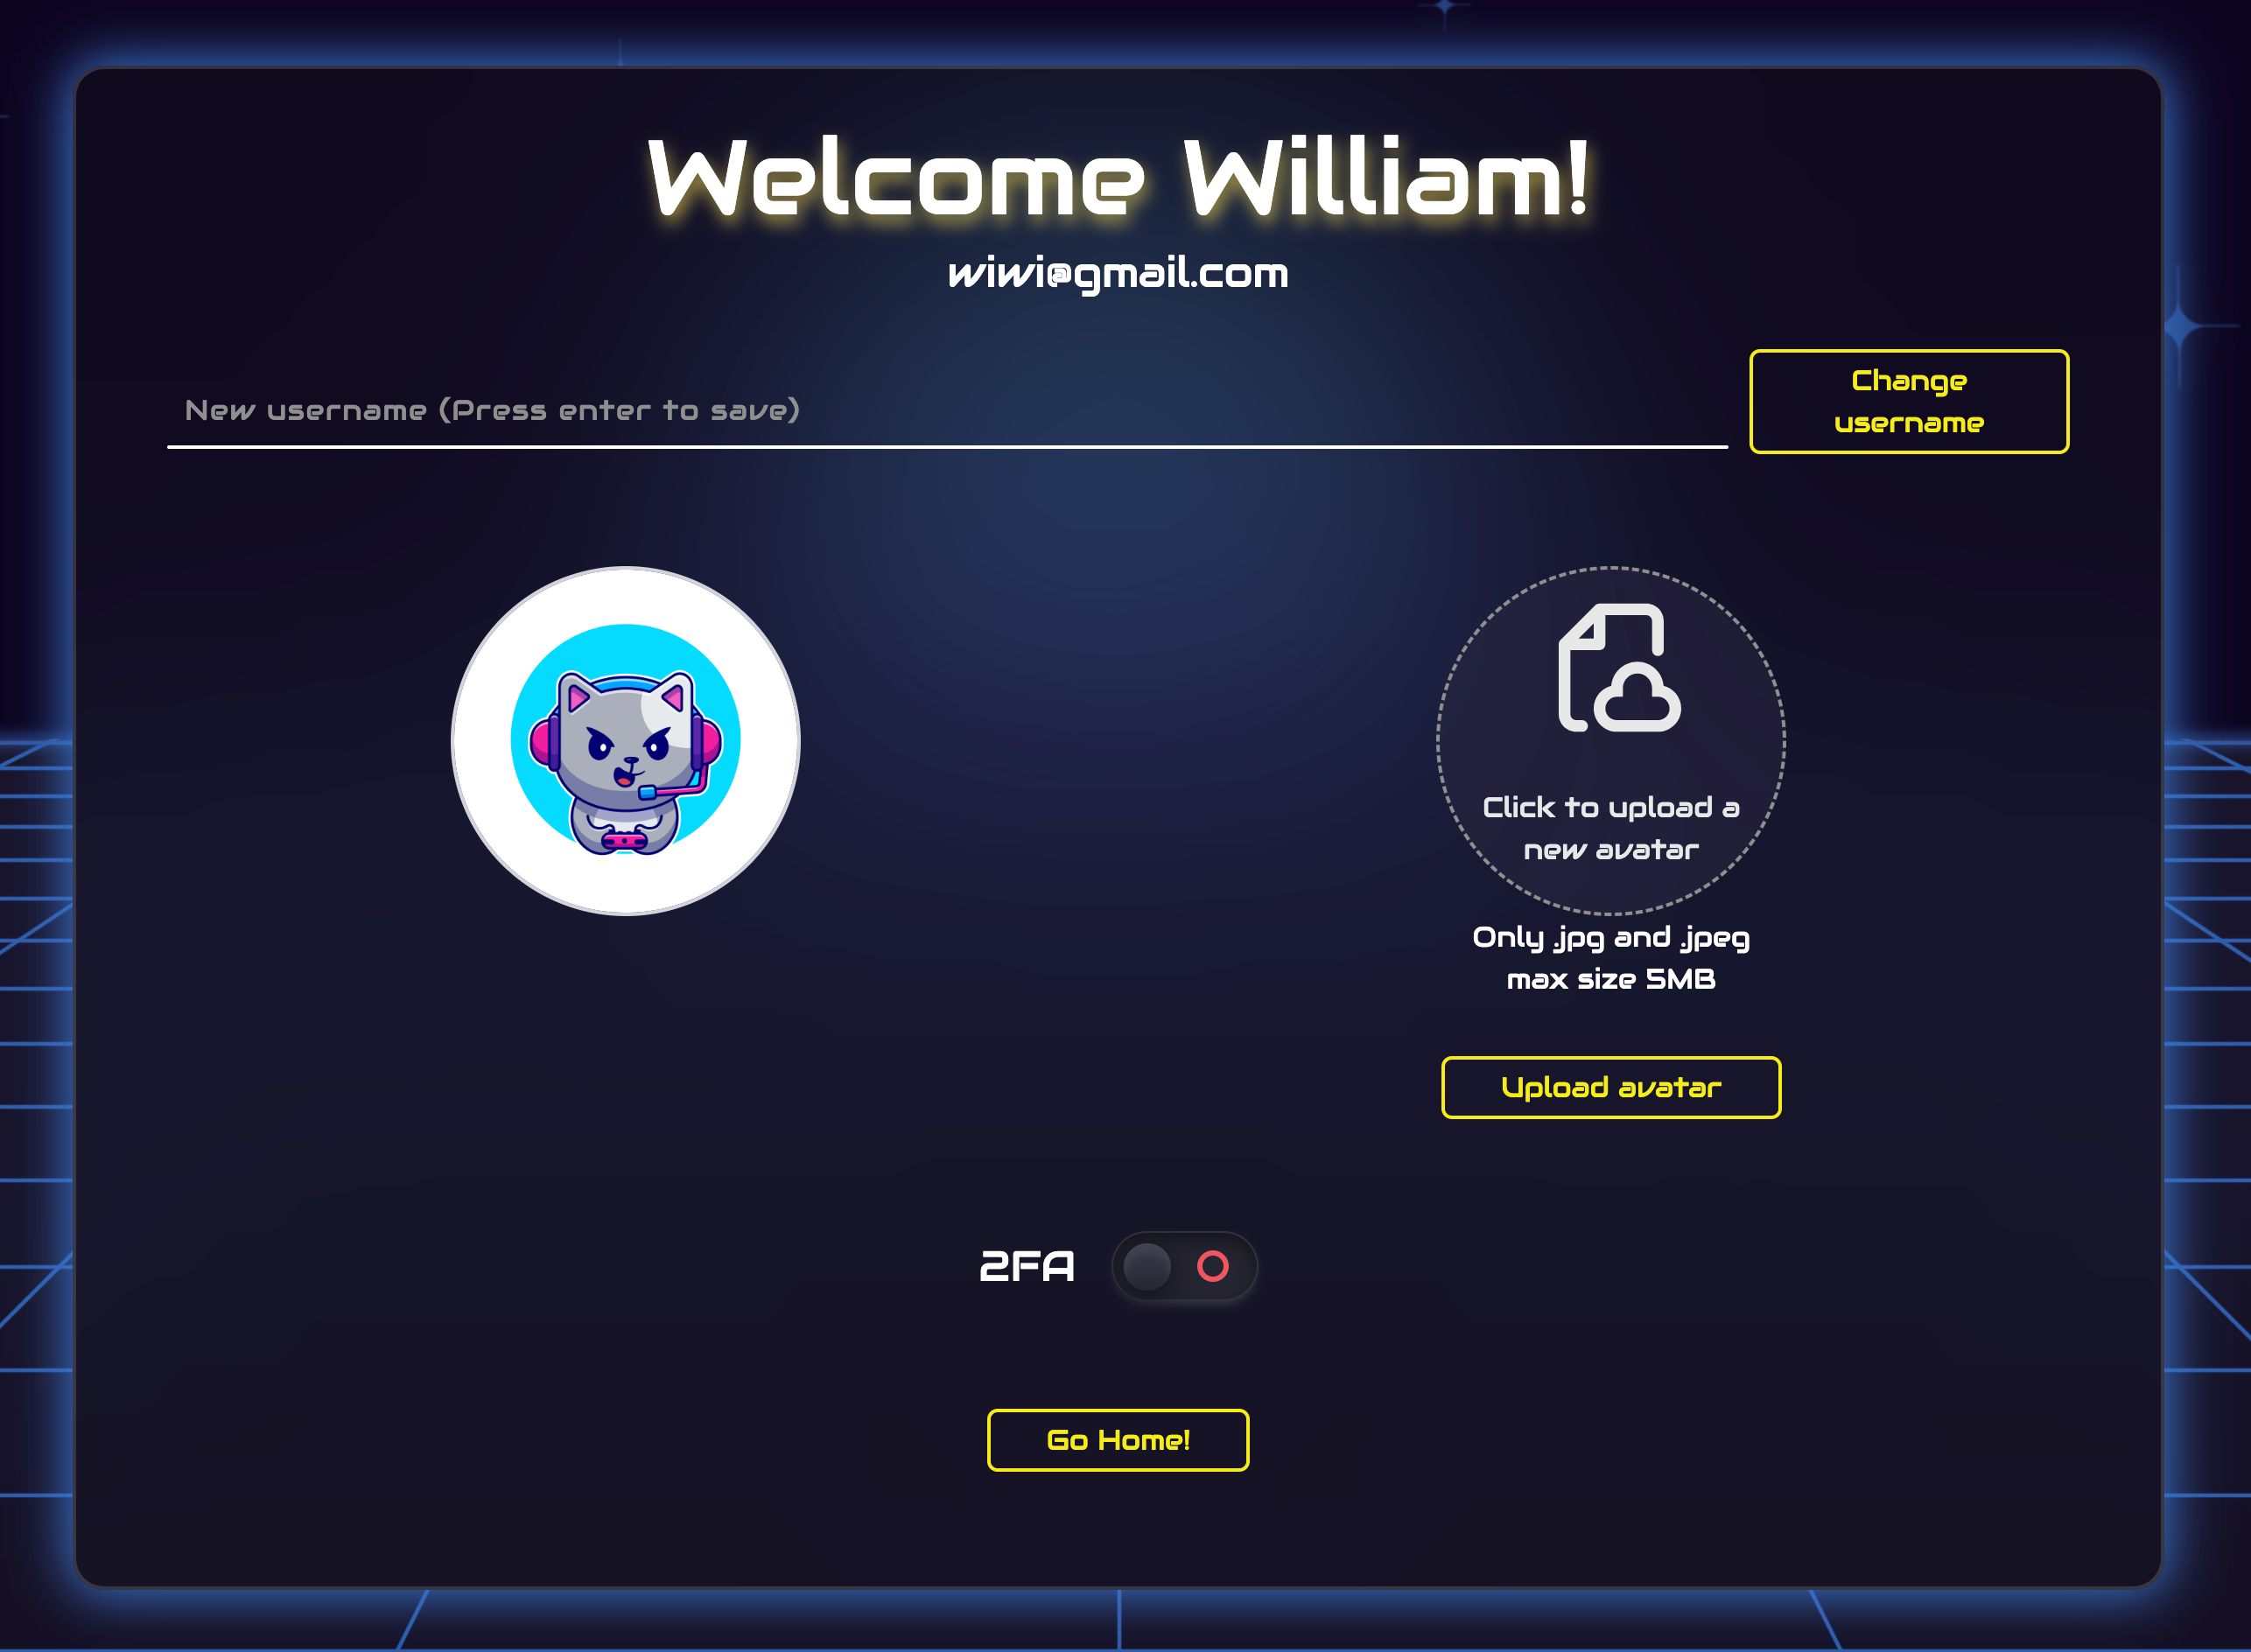 Welcome William!
wiwi@gmail.com
New username (Press enter to save)
Change
username
Click to upload a
new avatar
Only .jpg and .jpeg
max size 5MB
Upload avatar
2FA
Go Home!